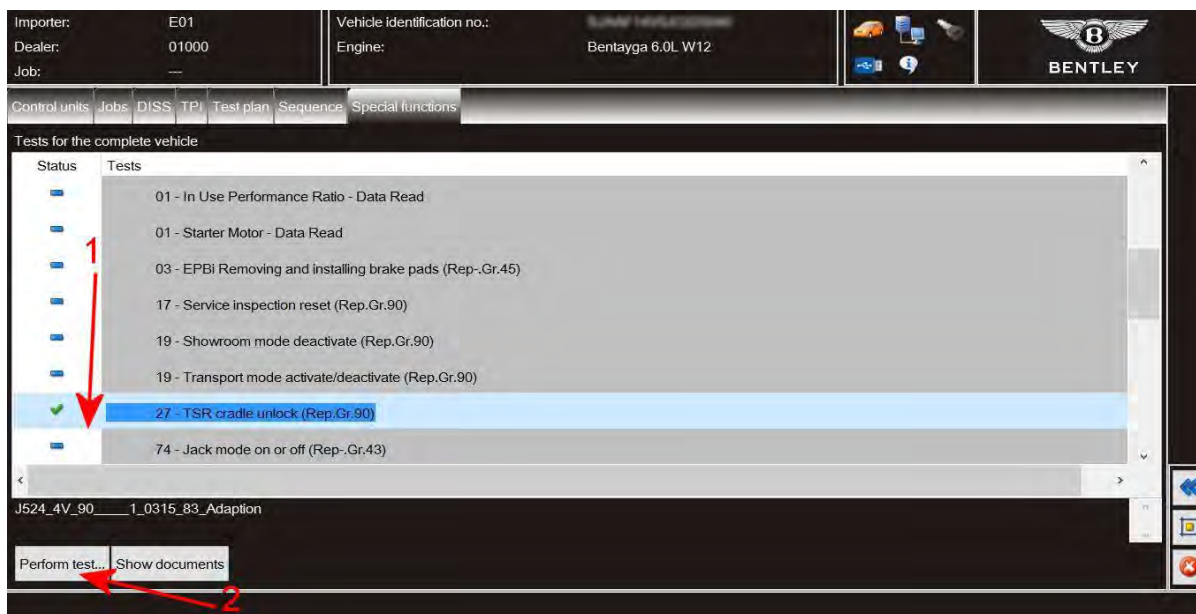 Importer: E01 Vehicle identification no.:
Dealer: 01000 Engine: Bentayga 6.0L W12
Job: ---
B
BENTLEY
Control units Jobs DISS TPI Test plan Sequence Special functions
Tests for the complete vehicle
Status Tests
01 - In Use Performance Ratio - Data Read
01 - Starter Motor - Data Read
1
03 - EPBi Removing and installing brake pads (Rep-.Gr.45)
17 - Service inspection reset (Rep.Gr.90)
19 - Showroom mode deactivate (Rep.Gr.90)
19 - Transport mode activate/deactivate (Rep.Gr.90)
27 - TSR cradle unlock (Rep.Gr.90)
74 - Jack mode on or off (Rep-.Gr.43)
J524_4V_90_____1_0315_83_Adaption
Perform test... Show documents
2